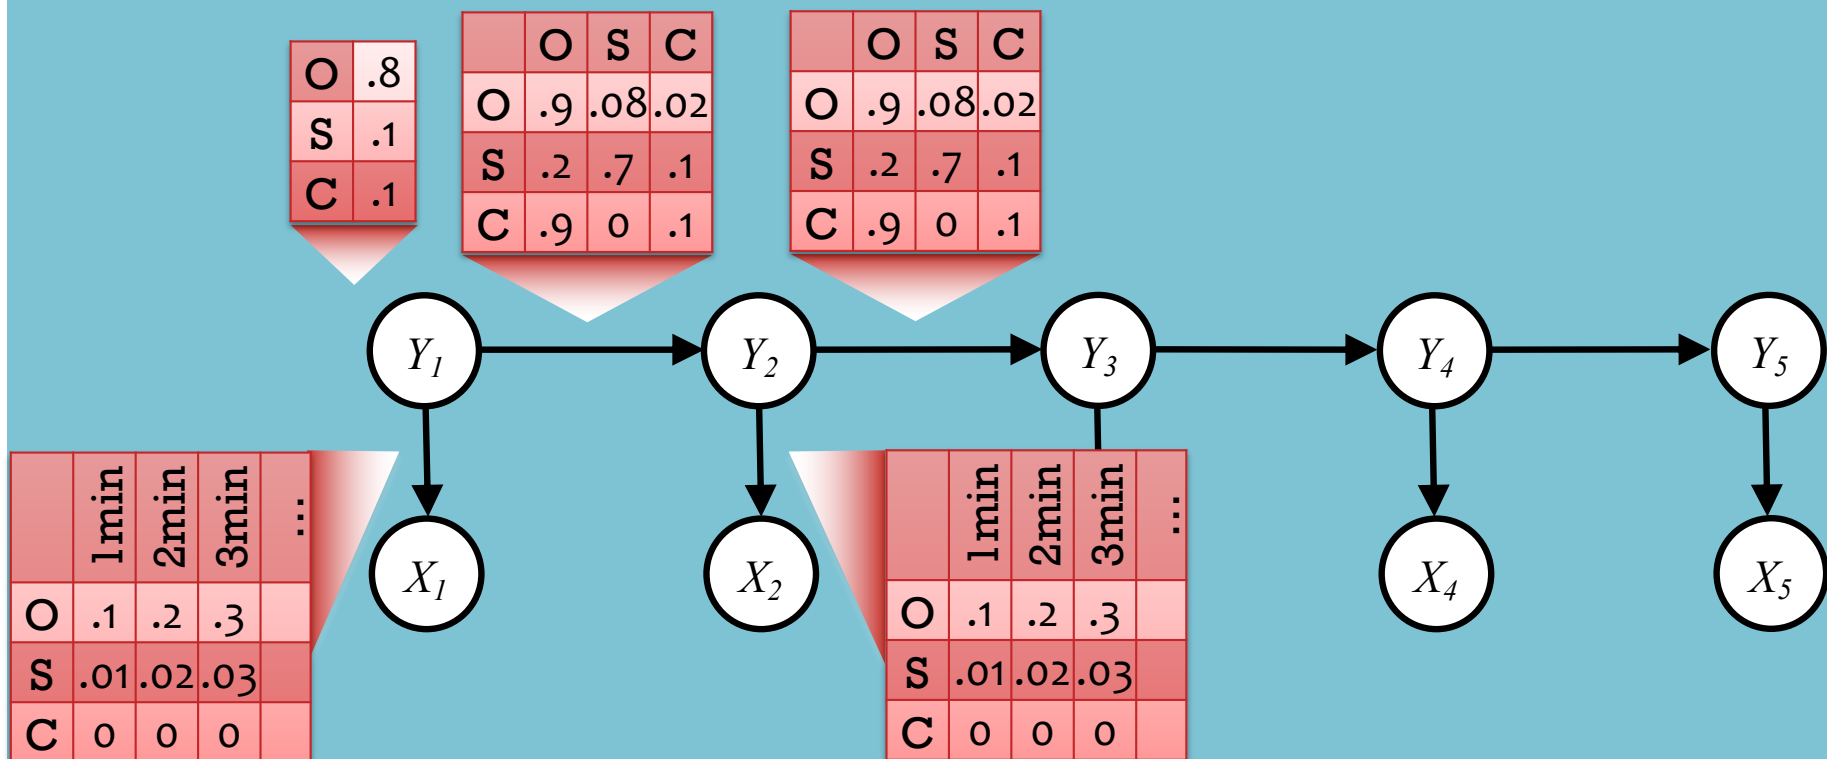 O .8
S .1
C .1
O S C
O .9 .08 .02
S .2 .7 .1
C .9 0 .1
O S C
O .9 .08 .02
S .2 .7 .1
C .9 0 .1
Y1 Y2 Y3 Y4 Y5
1min 2min 3min ...
O .1 .2 .3
S .01 .02 .03
C 0 0 0
X1 X2
1min 2min 3min ...
O .1 .2 .3
S .01 .02 .03
C 0 0 0
X4 X5